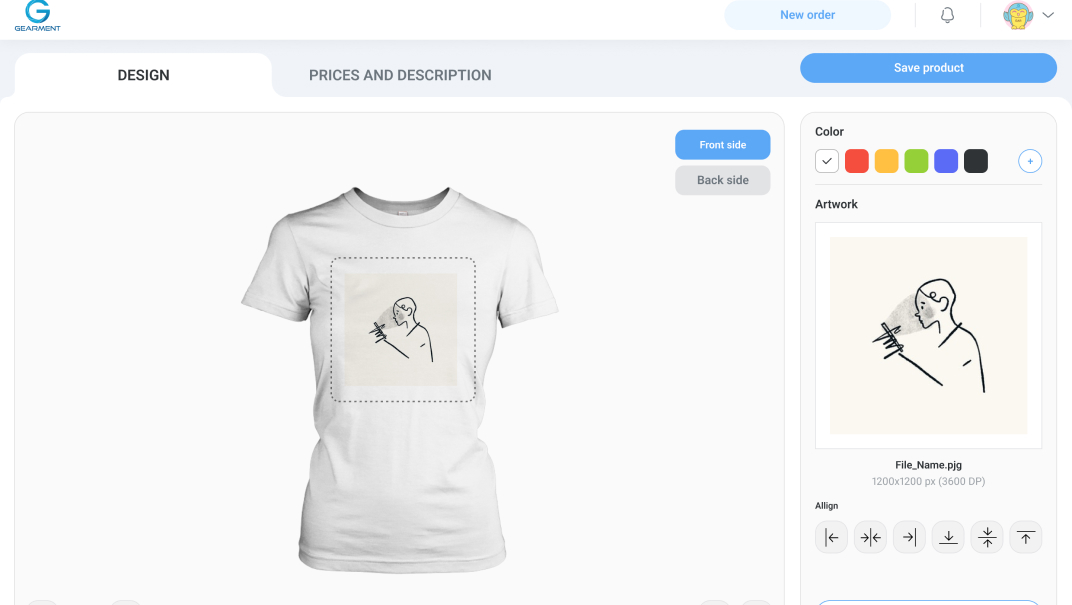 GEARMENT
New order
DESIGN
PRICES AND DESCRIPTION
Save product
Front side
Back side
Color
+
Artwork
File_Name.pjg
1200x1200 px (3600 DP)
Allign